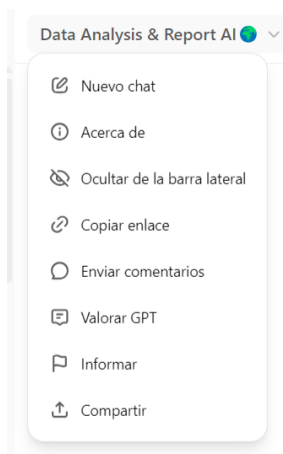 Data Analysis & Report AI🌍
Nuevo chat
Acerca de
Ocultar de la barra lateral
Copiar enlace
Enviar comentarios
Valorar GPT
Informar
Compartir